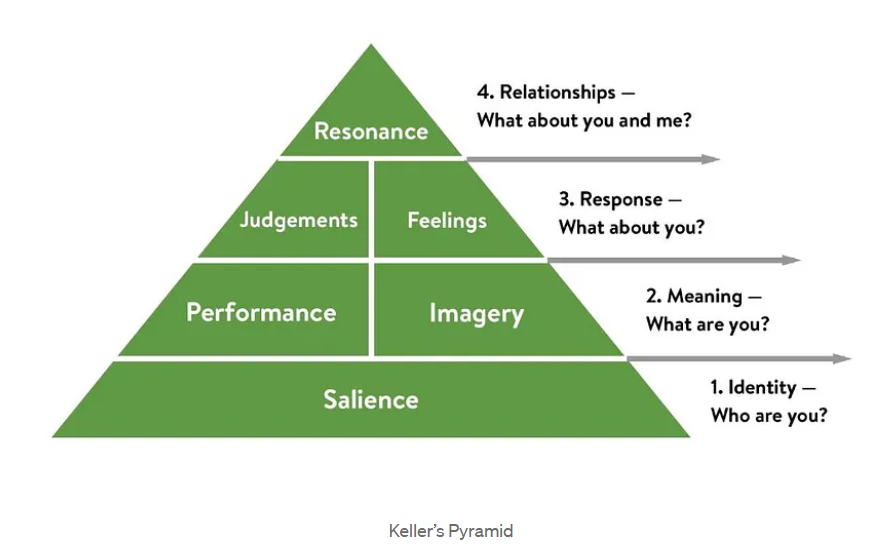 4. Relationships —
What about you and me?
Resonance
3. Response —
What about you?
Judgements
Feelings
2. Meaning —
What are you?
Performance
Imagery
1. Identity —
Who are you?
Salience
Keller's Pyramid